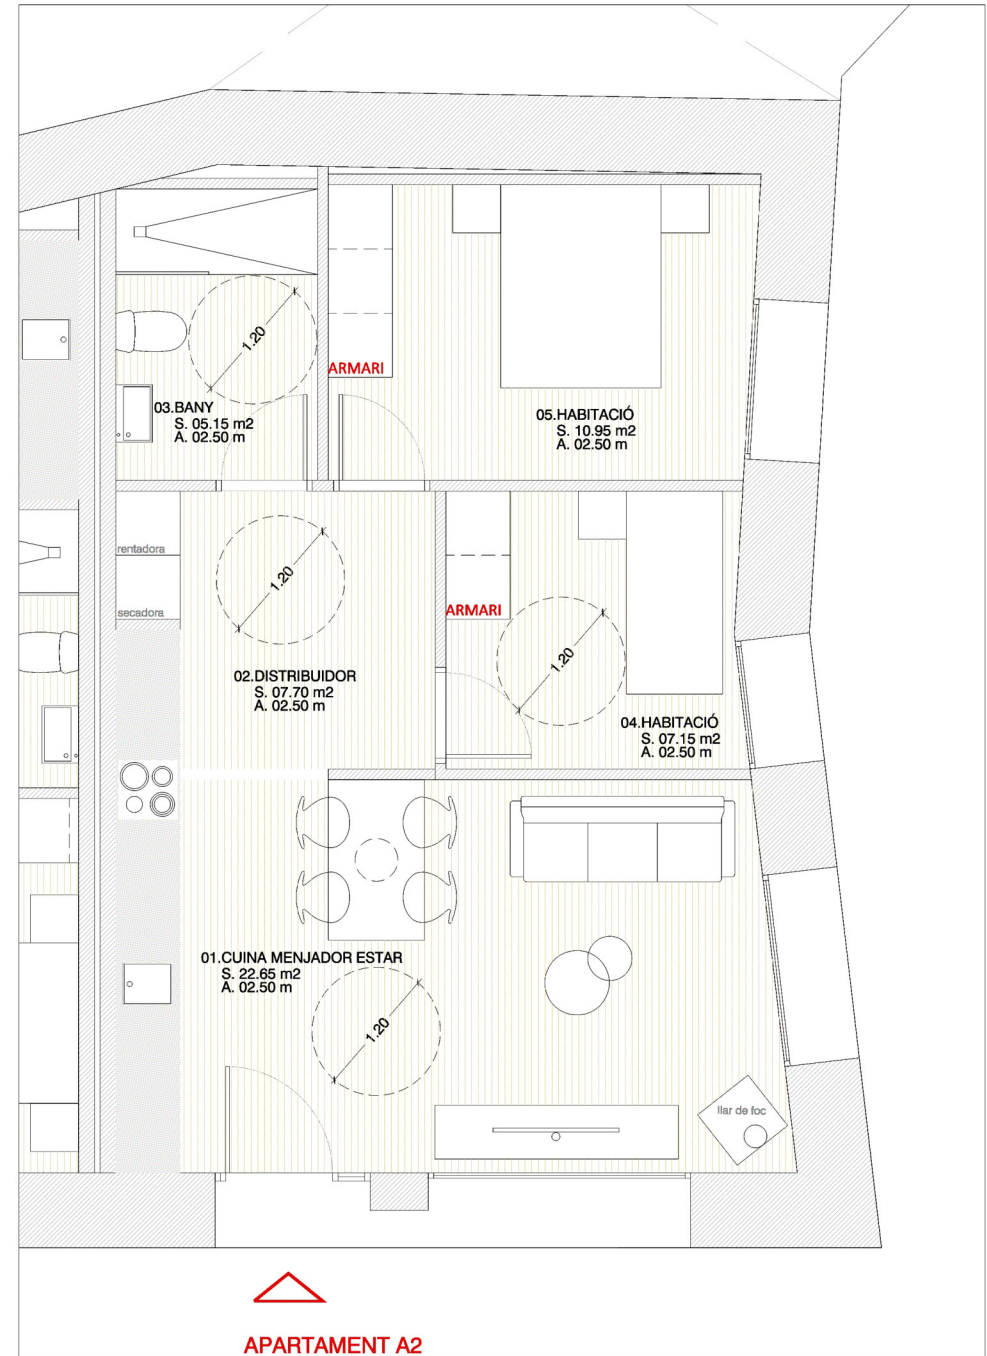 1.20
ARMARI
03.BANY
S. 05.15 m2
A. 02.50 m
05.HABITACIÓ
S. 10.95 m2
A. 02.50 m
rentadora
secadora
1.20
ARMARI
1.20
02.DISTRIBUIDOR
S. 07.70 m2
A. 02.50 m
04.HABITACIÓ
S. 07.15 m2
A. 02.50 m
01.CUINA MENJADOR ESTAR
S. 22.65 m2
A. 02.50 m
1.20
llar de foc
APARTAMENT A2